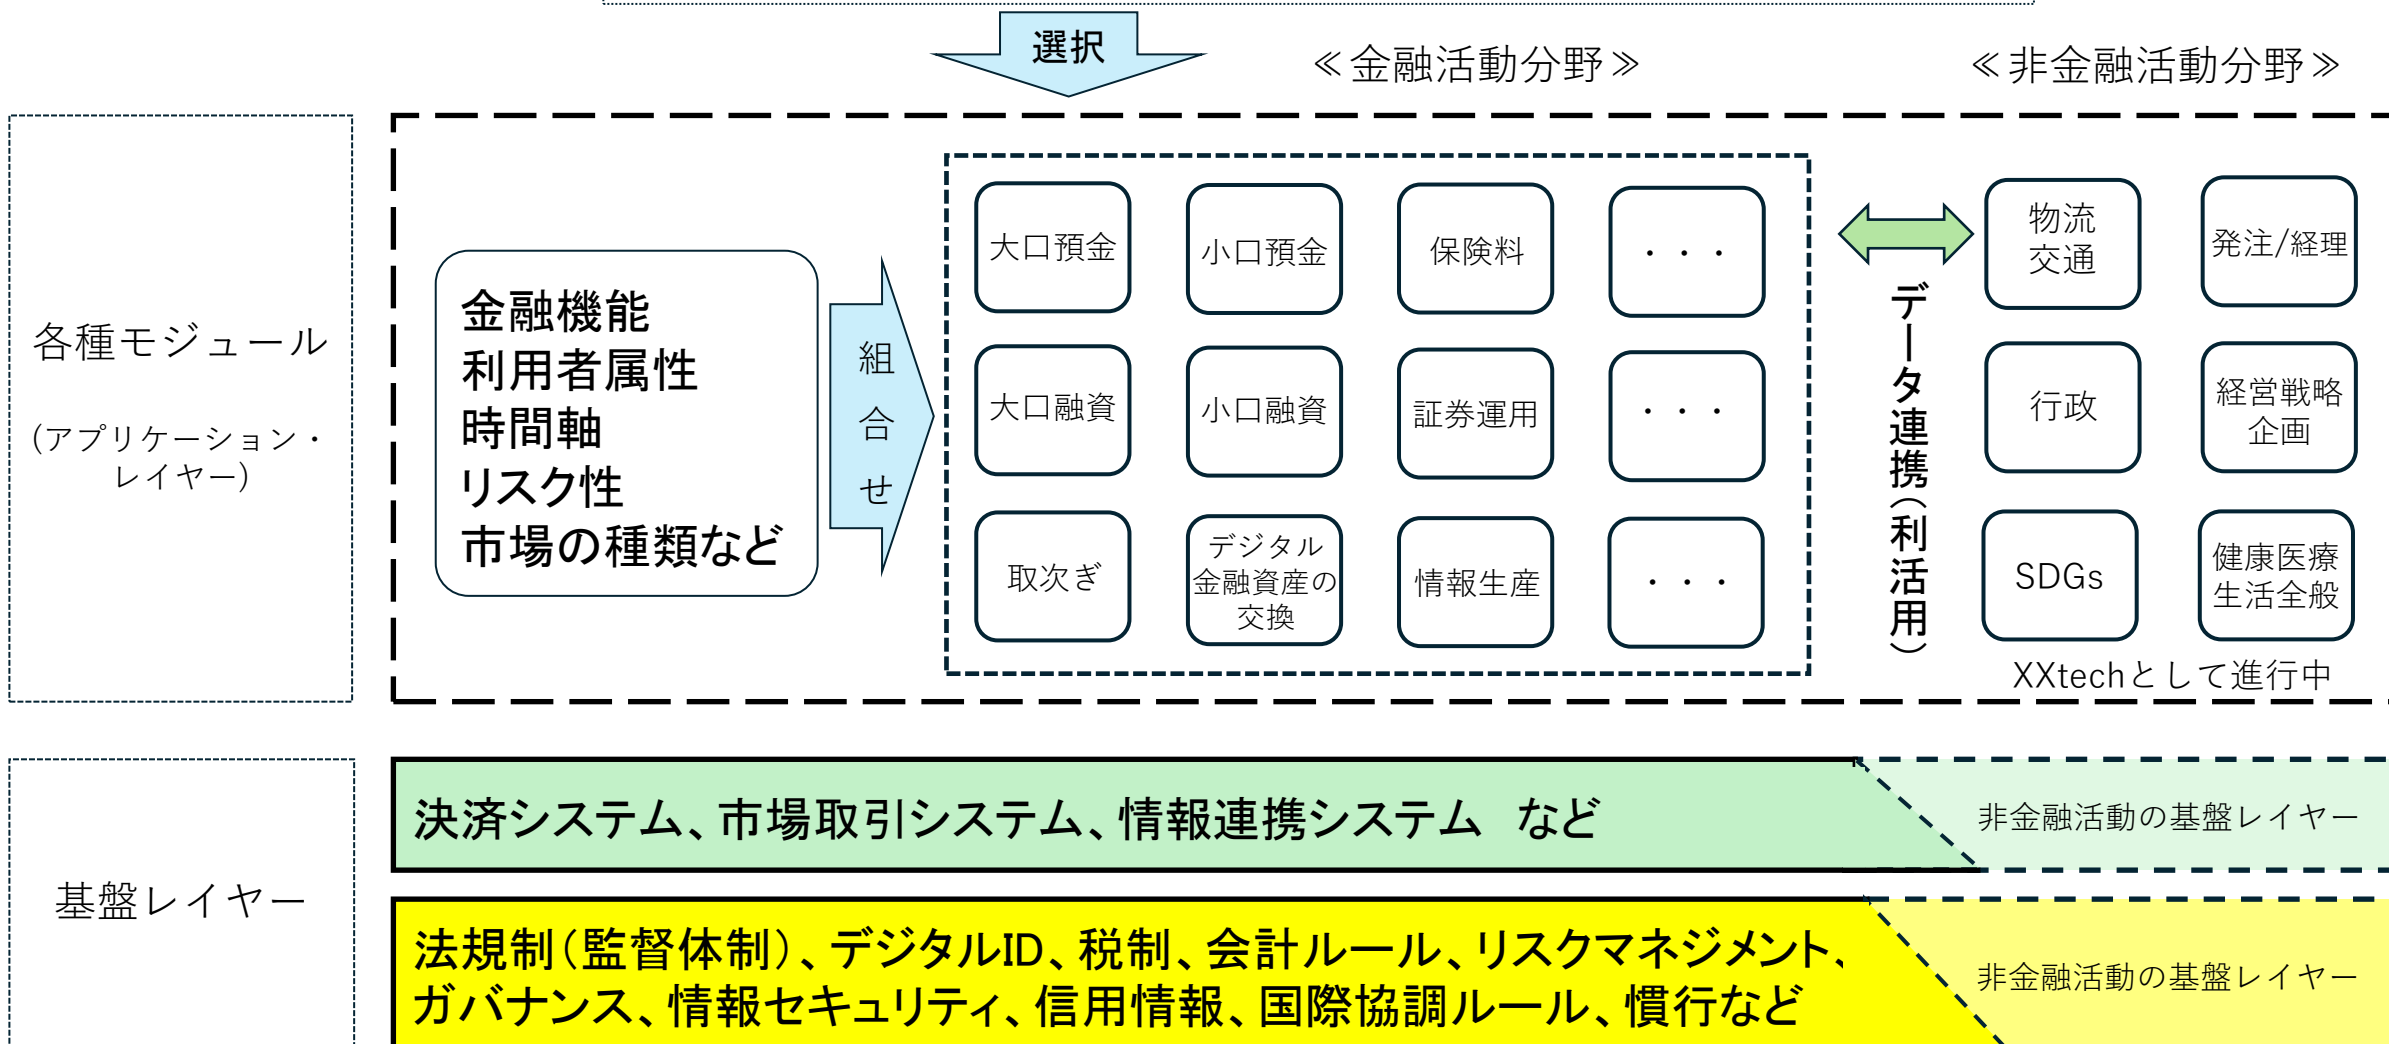 選択
≪金融活動分野≫
≪非金融活動分野≫
各種モジュール
(アプリケーション・
レイヤー)
金融機能
利用者属性
時間軸
リスク性
市場の種類など
組合せ
大口預金
小口預金
保険料
・・・
大口融資
小口融資
証券運用
・・・
取次ぎ
デジタル
金融資産の
交換
情報生産
・・・
データ連携（利活用）
物流
交通
発注/経理
行政
経営戦略
企画
SDGs
健康医療
生活全般
XXtechとして進行中
基盤レイヤー
決済システム、市場取引システム、情報連携システム　など
非金融活動の基盤レイヤー
法規制（監督体制）、デジタルID、税制、会計ルール、リスクマネジメント、
ガバナンス、情報セキュリティ、信用情報、国際協調ルール、慣行など
非金融活動の基盤レイヤー